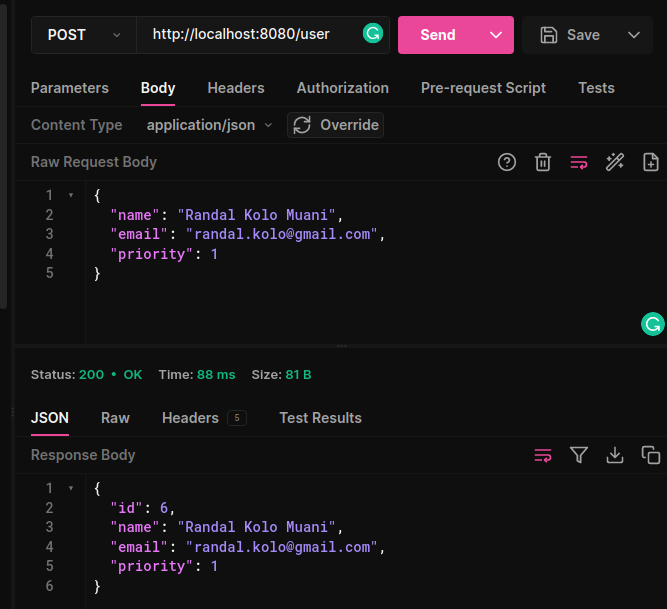 POST http://localhost:8080/user Send Save
Parameters Body Headers Authorization Pre-request Script Tests
Content Type application/json Override
Raw Request Body
1 {
2 "name": "Randal Kolo Muani",
3 "email": "randal.kolo@gmail.com",
4 "priority": 1
5 }
Status: 200 • OK Time: 88 ms Size: 81 B
JSON Raw Headers 5 Test Results
Response Body
1 {
2 "id": 6,
3 "name": "Randal Kolo Muani",
4 "email": "randal.kolo@gmail.com",
5 "priority": 1
6 }